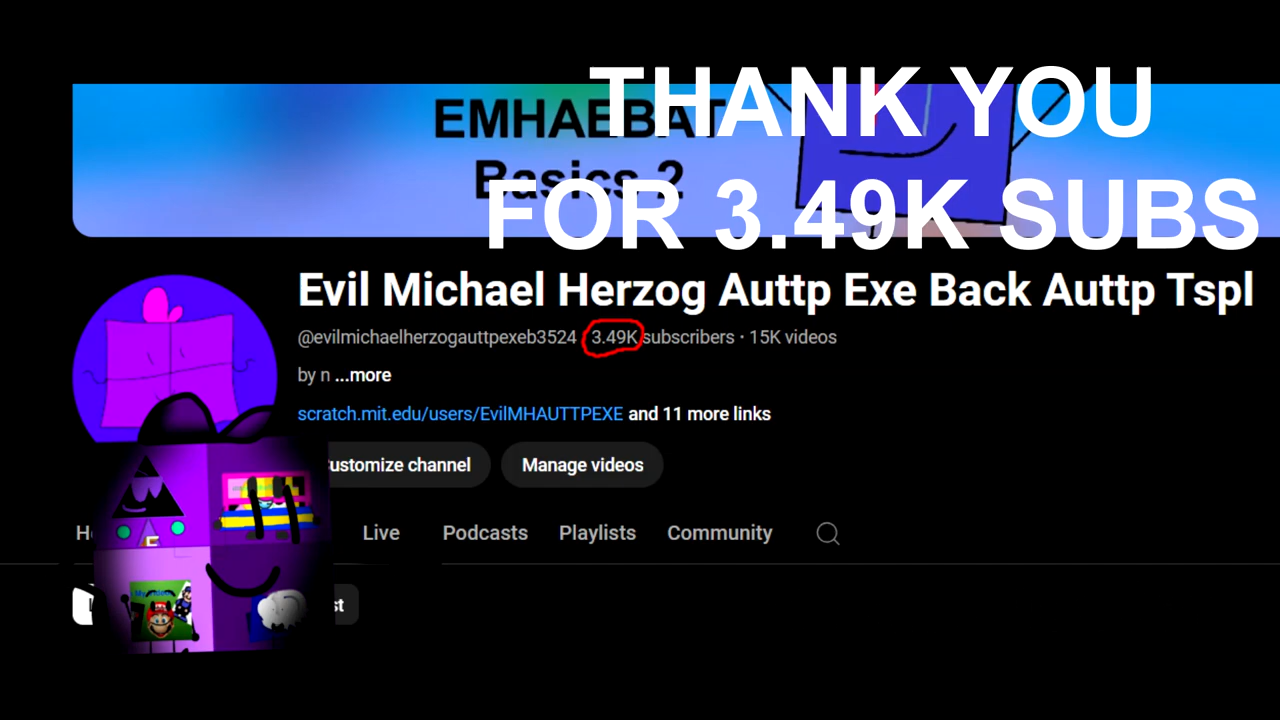 THANK YOU
EMHAEBAT
Basics 2
FOR 3.49K SUBS
Evil Michael Herzog Auttp Exe Back Auttp Tspl
@evilmichaelherzogauttpexeb3524 3.49K subscribers · 15K videos
by n ...more
scratch.mit.edu/users/EvilMHAUTTPEXE and 11 more links
ustomize channel Manage videos
Live Podcasts Playlists Community